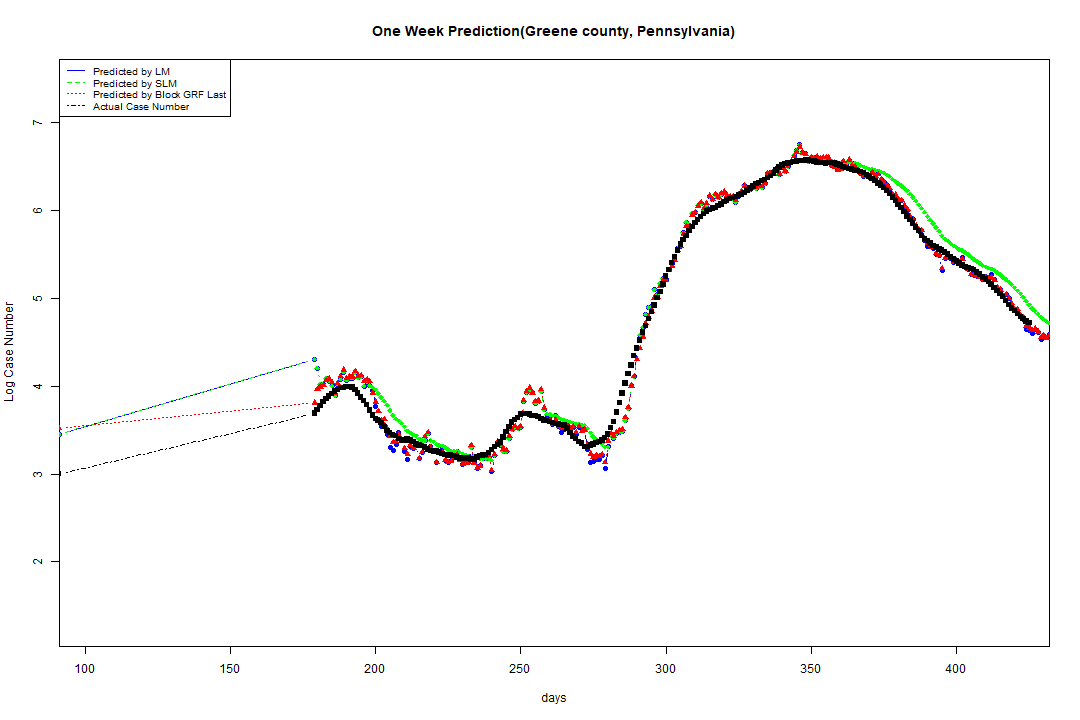 One Week Prediction(Greene county, Pennsylvania)
Predicted by LM
Predicted by SLM
Predicted by Block GRF Last
Actual Case Number
7
6
5
4
3
2
Log Case Number
100 150 200 250 300 350 400
days